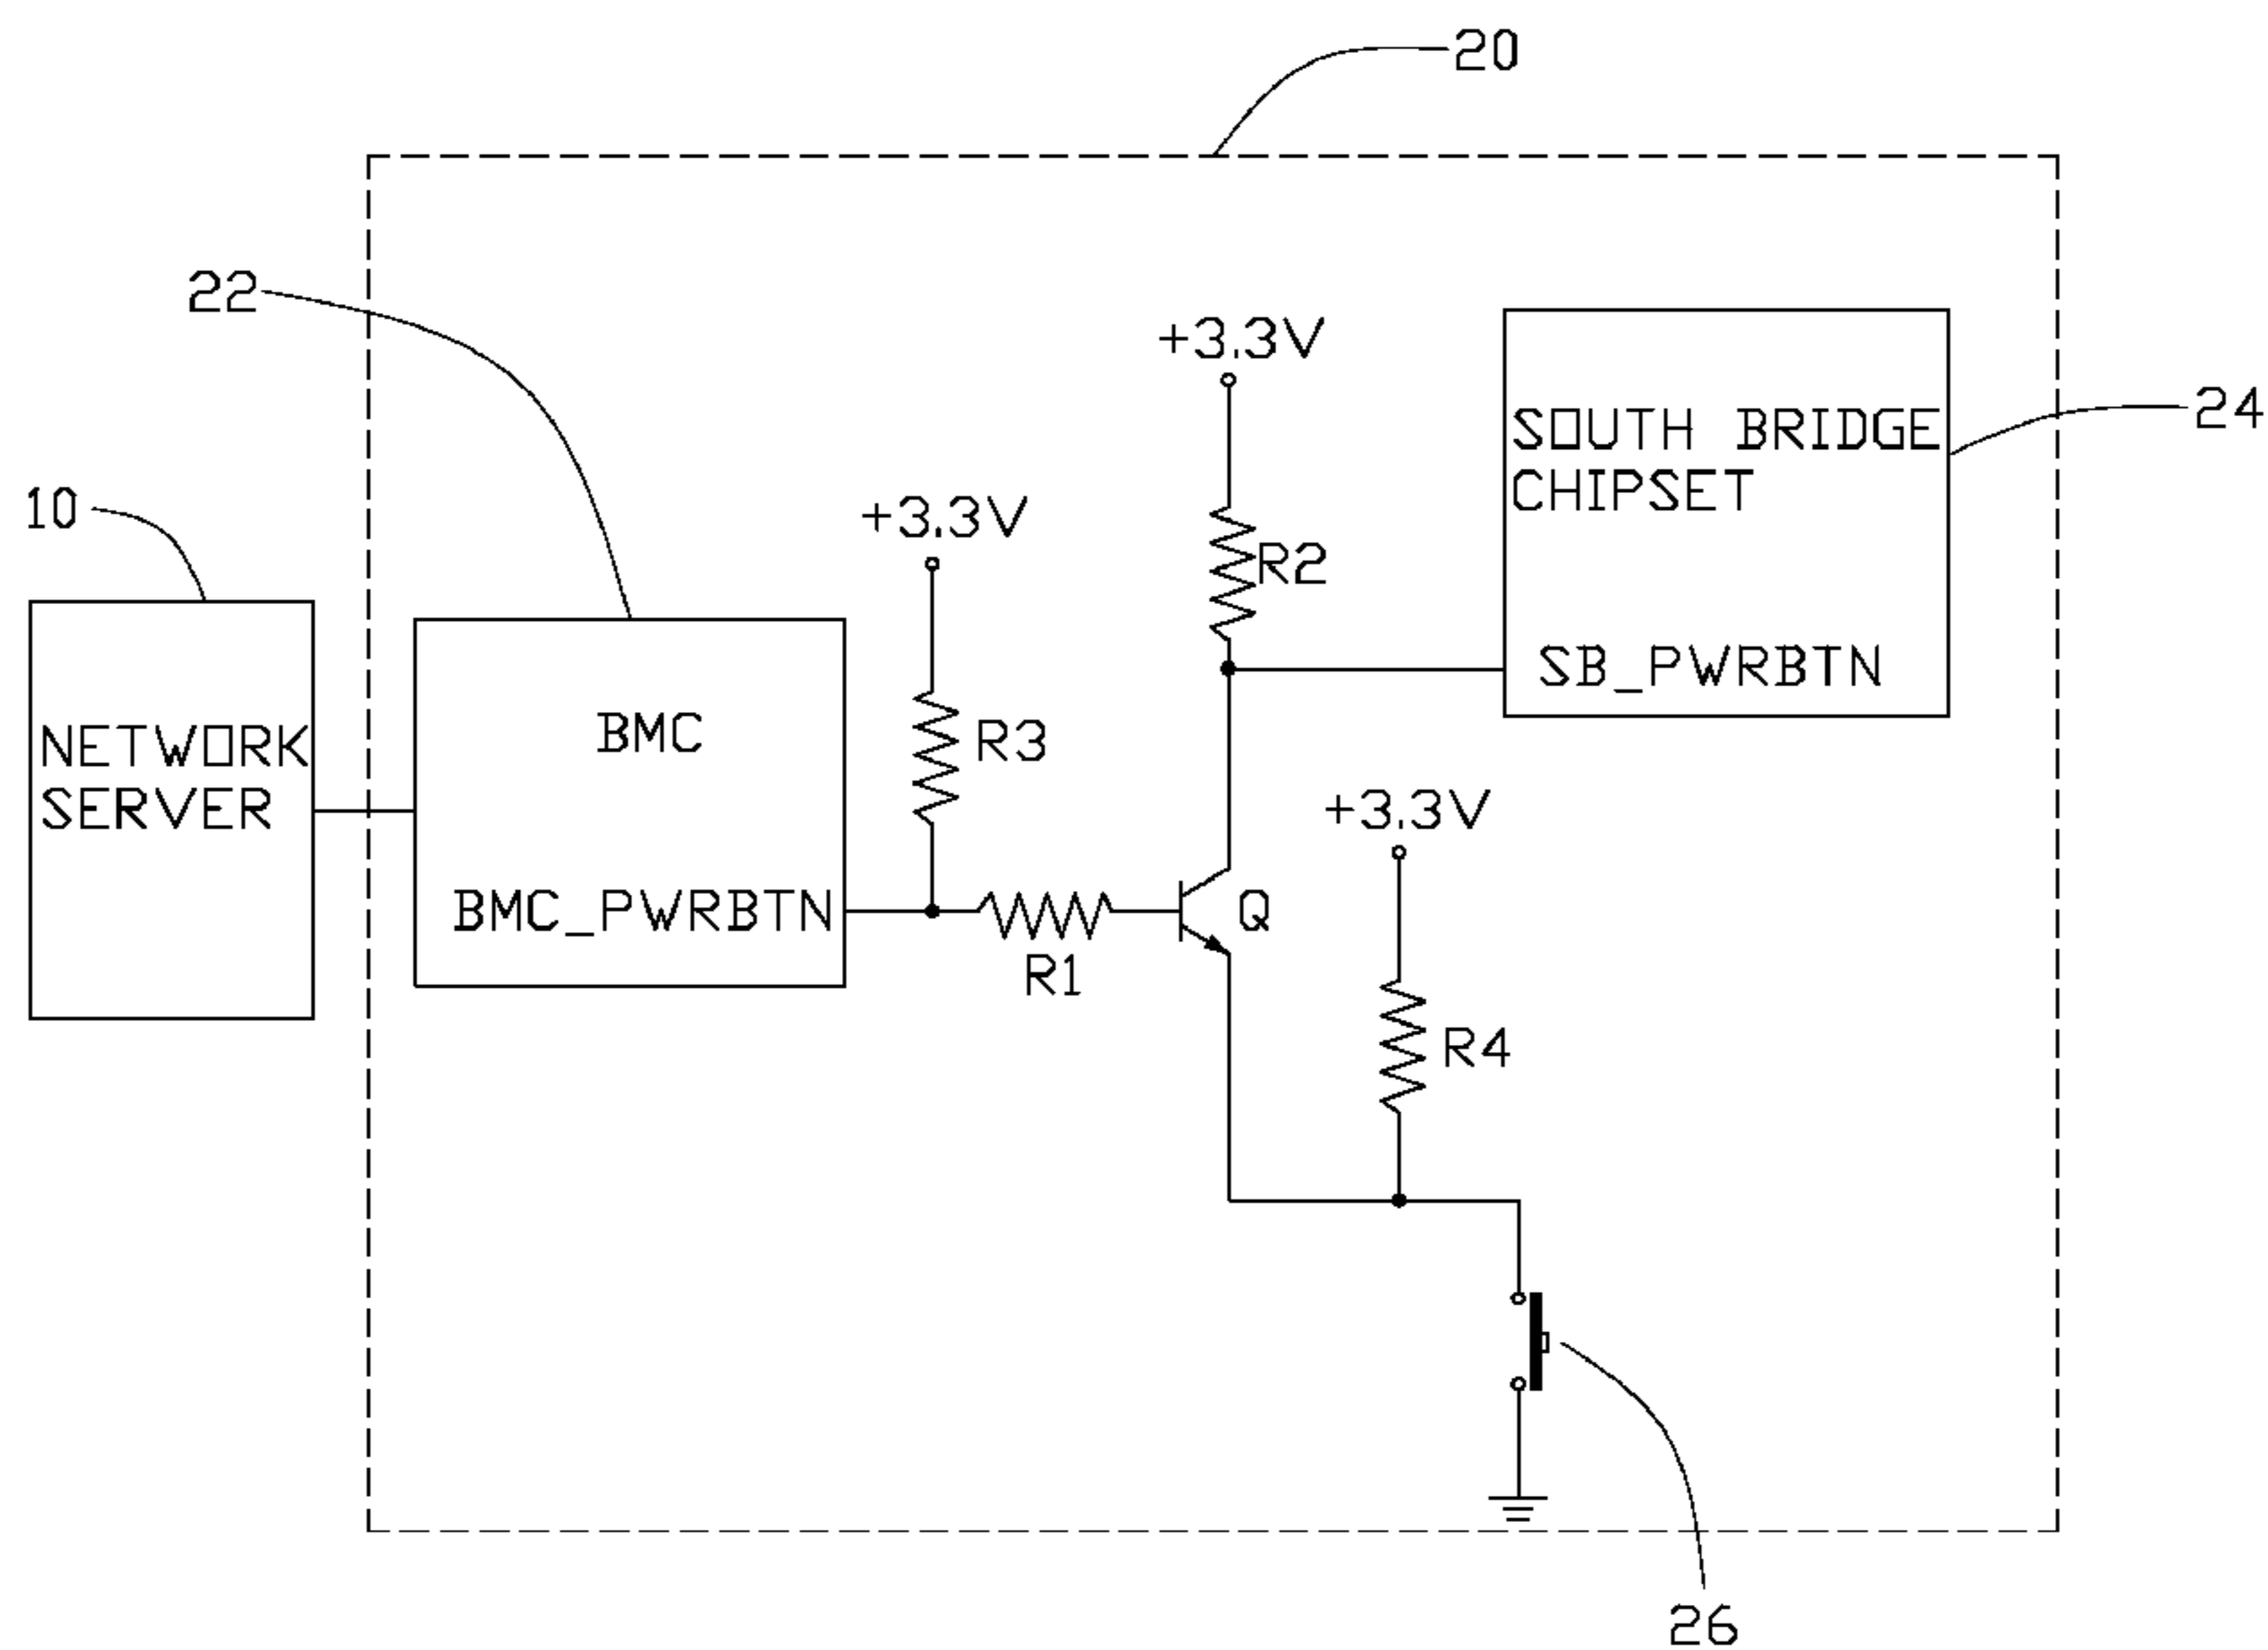 20
22
+3.3V
24
SOUTH BRIDGE
CHIPSET
10
+3.3V
R2
SB_PWRBTN
NETWORK
SERVER
BMC
R3
+3.3V
BMC_PWRBTN
Q
R1
R4
26